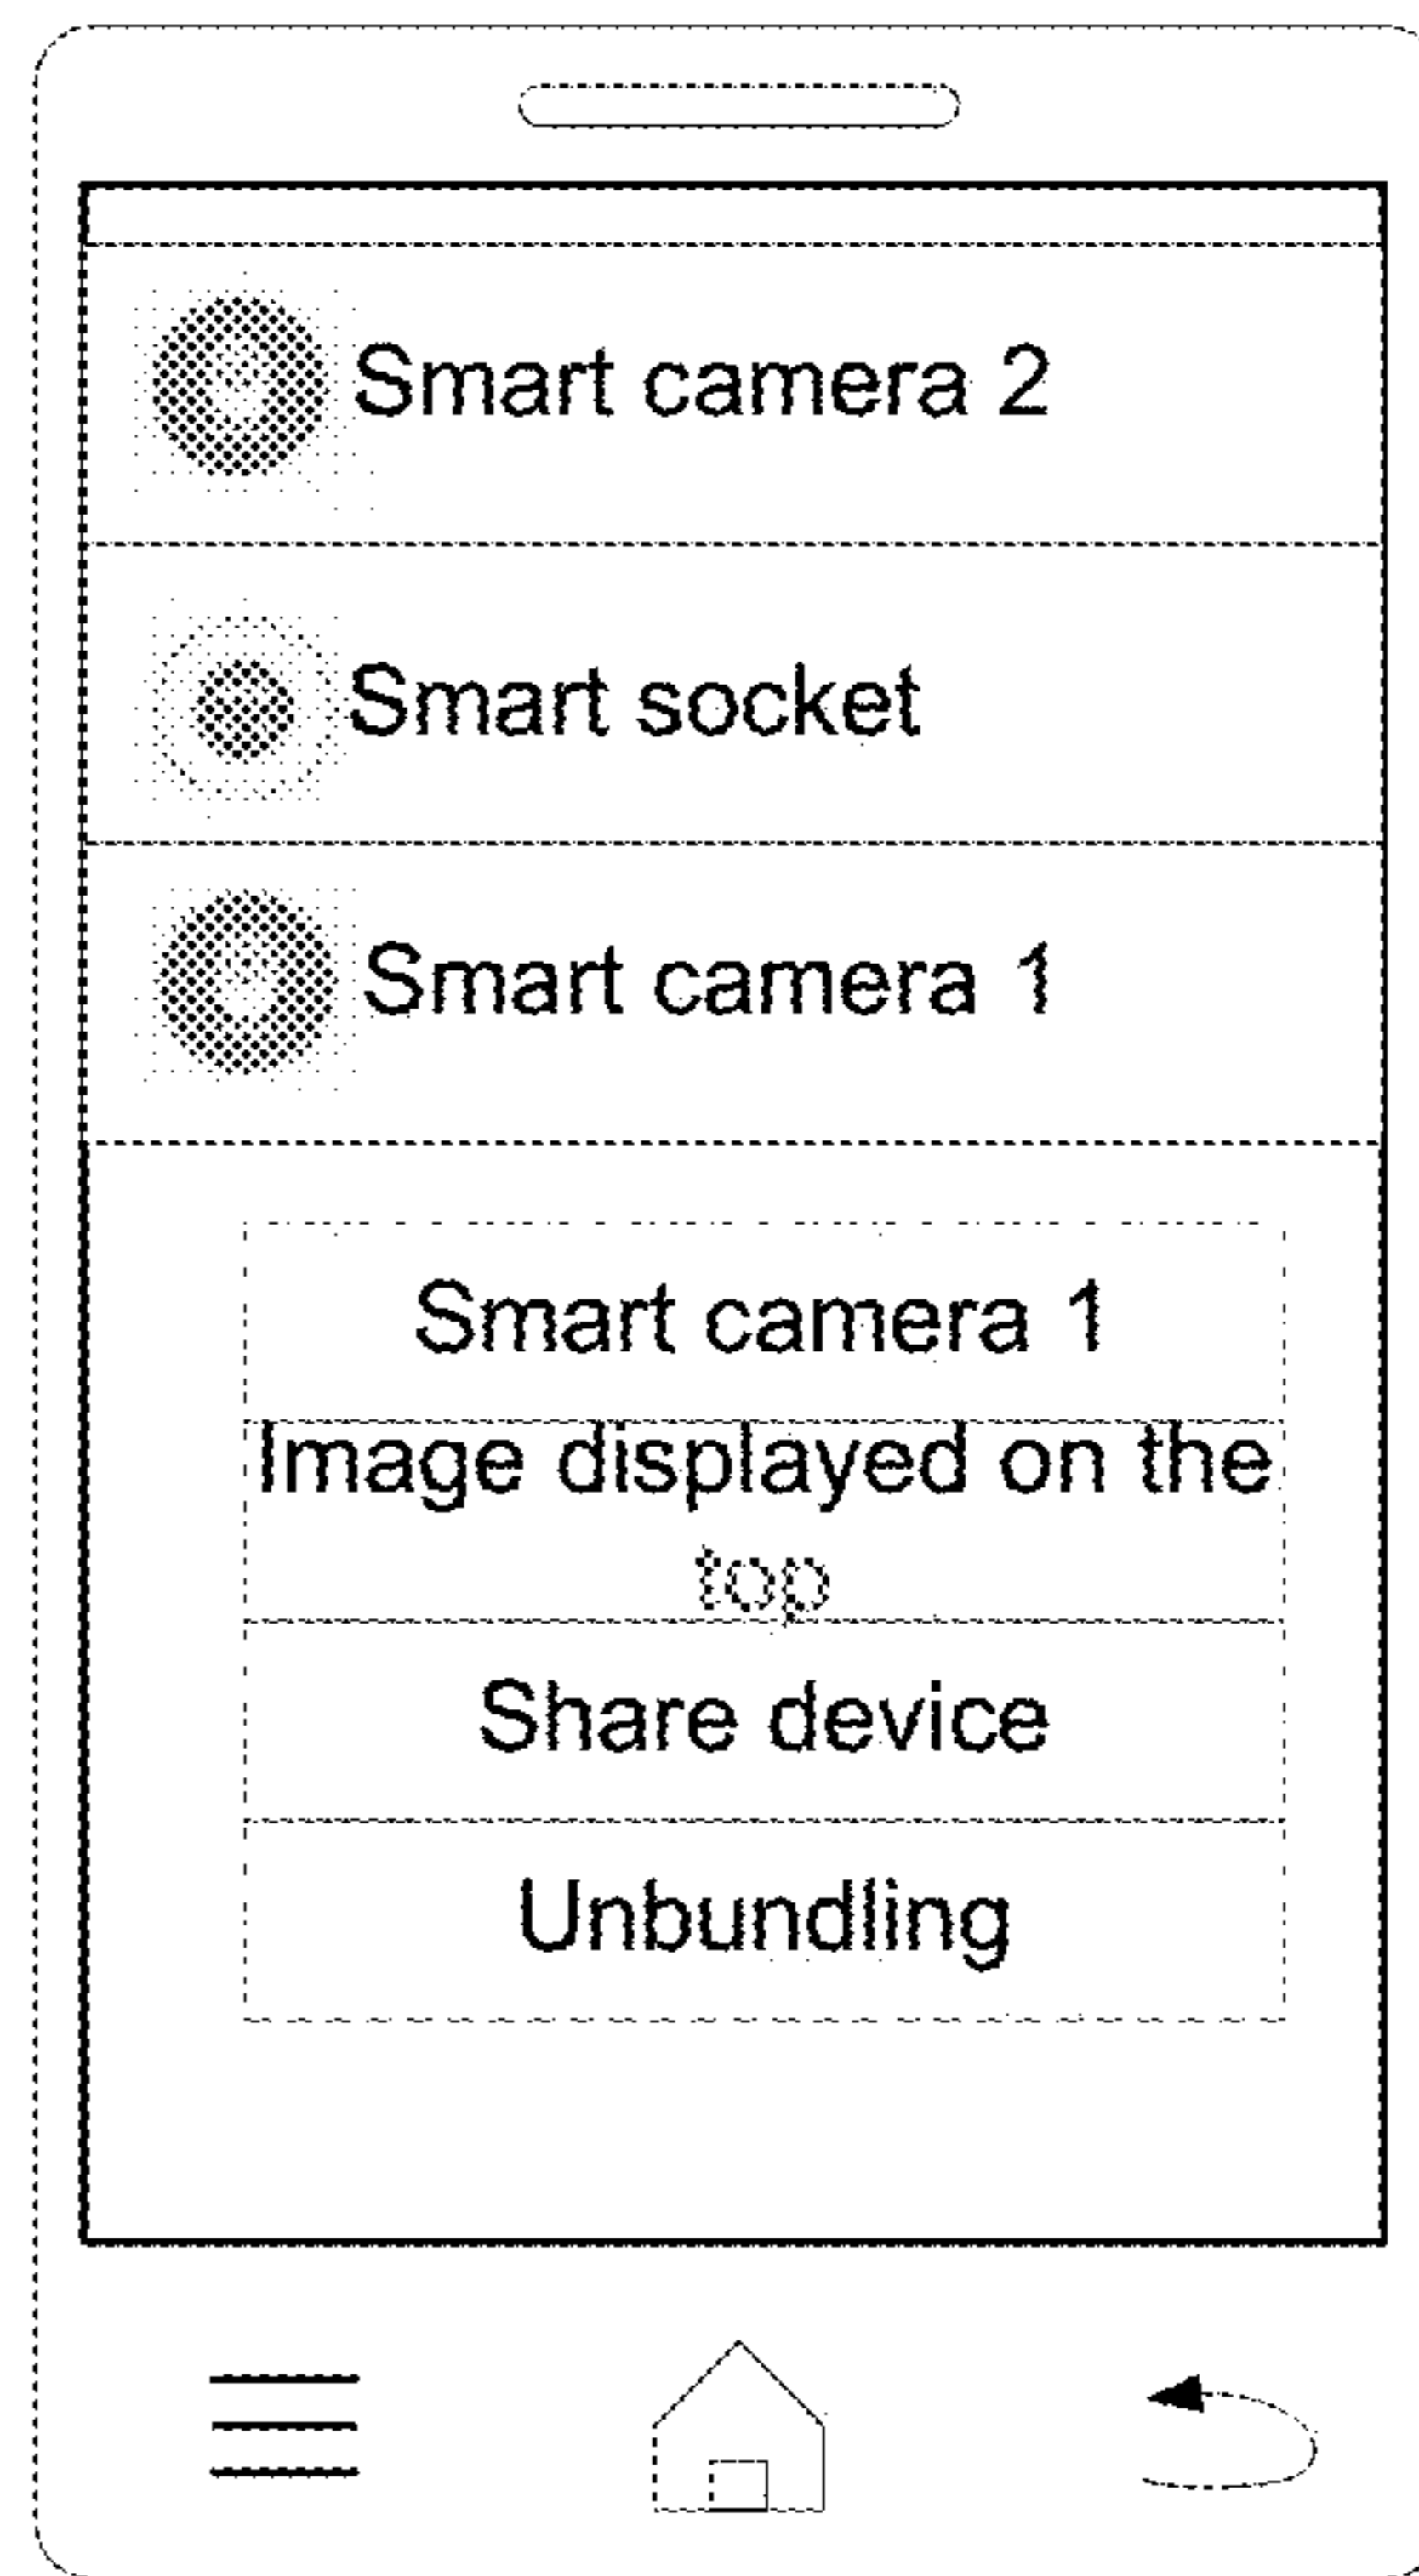 Smart camera 2
Smart socket
Smart camera 1
Smart camera 1
Image displayed on the
top
Share device
Unbundling